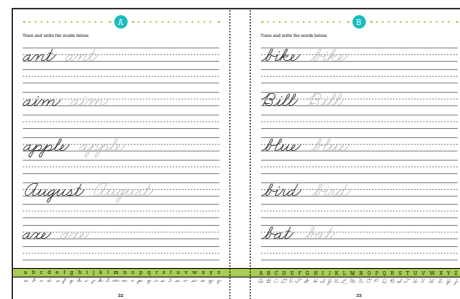 A
Trace and write the words below.
ant ant
aim aim
apple apple
August August
axe axe
a b c d e f g h i j k l m n o p q r s t u v w x y z
a b c d e f g h i j k l m n o p q r s t u v w x y z
22
B
Trace and write the words below.
bike bike
Bill Bill
blue blue
bird bird
bat bat
A B C D E F G H I J K L M N O P Q R S T U V W X Y Z
A B C D E F G H I J K L M N O P Q R S T U V W X Y Z
23